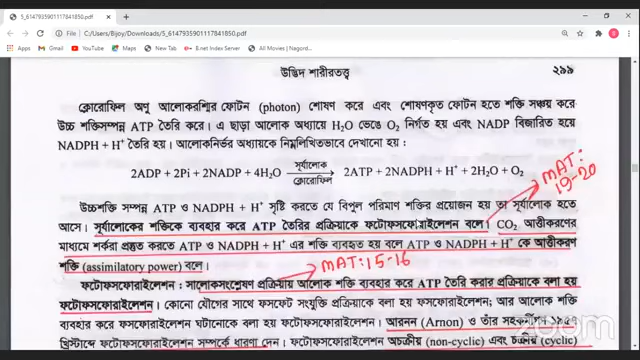 5_6147935901117841850.pdf
File | C:/Users/Bijoy/Downloads/5_6147935901117841850.pdf
Apps Gmail YouTube Maps New Tab B.net Index Server All Movies | Nagord...
উদ্ভিদ শারীরতত্ত্ব ২৯৯
ক্লোরোফিল অণু আলোকরশ্মির ফোটন (photon) শোষণ করে এবং শোষণকৃত ফোটন হতে শক্তি সঞ্চয় করে
উচ্চ শক্তিসম্পন্ন ATP তৈরি করে। এ ছাড়া আলোক অধ্যায়ে H₂O ভেঙে O₂ নির্গত হয় এবং NADP বিজারিত হয়ে
NADPH + H⁺ তৈরি হয়। আলোকনির্ভর অধ্যায়কে নিম্নলিখিতভাবে দেখানো হয়:
সূর্যালোক
2ADP + 2Pi + 2NADP + 4H₂O ⟶ 2ATP + 2NADPH + H⁺ + 2H₂O + O₂
ক্লোরোফিল
MAT:
19-20
উচ্চশক্তি সম্পন্ন ATP ও NADPH + H⁺ সৃষ্টি করতে যে বিপুল পরিমাণ শক্তির প্রয়োজন হয় তা সূর্যালোক হতে
আসে। সূর্যালোকের শক্তিকে ব্যবহার করে ATP তৈরির প্রক্রিয়াকে ফটোফসফোরাইলেশন বলে। CO₂ আত্তীকরণের
মাধ্যমে শর্করা প্রস্তুত করতে ATP ও NADPH + H⁺ এর শক্তি ব্যবহৃত হয় বলে ATP ও NADPH + H⁺ কে আত্তীকরণ
শক্তি (assimilatory power) বলে।
MAT: 15-16
ফটোফসফোরাইলেশন : সালোকসংশ্লেষণ প্রক্রিয়ায় আলোক শক্তি ব্যবহার করে ATP তৈরি করার প্রক্রিয়াকে বলা হয়
ফটোফসফোরাইলেশন। কোনো যৌগের সাথে ফসফেট সংযুক্তি প্রক্রিয়াকে বলা হয় ফসফোরাইলেশন; আর আলোক শক্তি
ব্যবহার করে ফসফোরাইলেশন ঘটানোকে বলা হয় ফটোফসফোরাইলেশন। আরনন (Arnon) ও তাঁর সহকর্মিবৃন্দ
খ্রিস্টাব্দে ফটোফসফোরাইলেশন সম্পর্কে ধারণা দেন। ফটোফসফোরাইলেশন অচক্রীয় (non-cyclic) এবং চক্রীয় (cyclic)
zoom